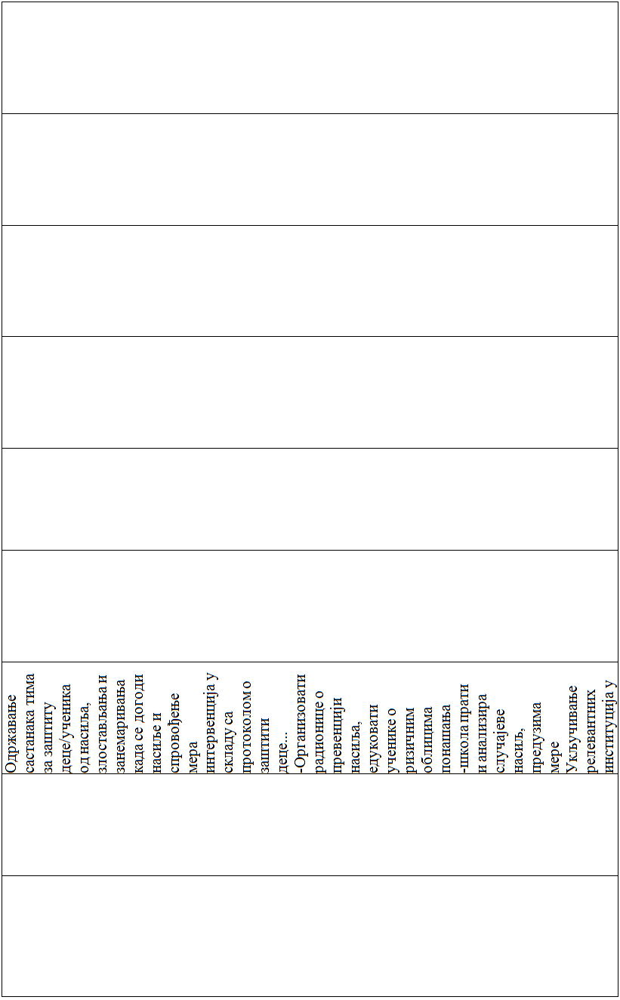 Одржавање
састанака тима
за заштиту
деце/ученика
од насиља,
злостављања и
занемаривања
када се догоди
насиље и
спровођење
мера
интервенција у
складу са
протоколом о
заштити
деце...
-Организовати
радионице о
превенцији
насиља,
едуковати
ученике о
ризичним
облицима
понашања
-школа прати
и анализира
случајеве
насиљ,
предузима
мере
Укључивање
релевантних
институција у